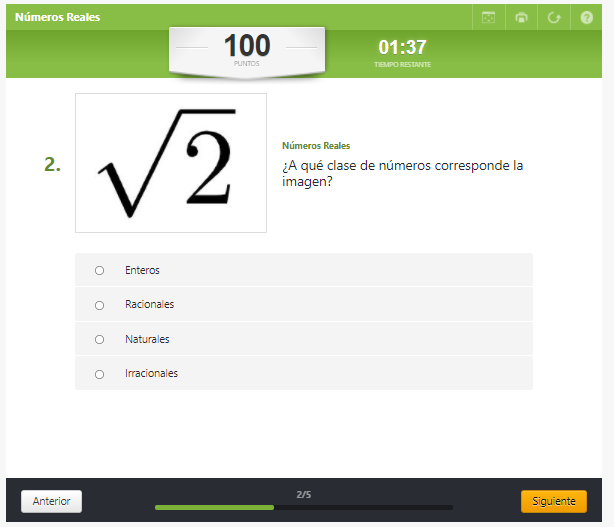 Números Reales
?
100
PUNTOS
01:37
TIEMPO RESTANTE
2.
√2
Números Reales
¿A qué clase de números corresponde la
imagen?
Enteros
Racionales
Naturales
Irracionales
Anterior
2/5
Siguiente